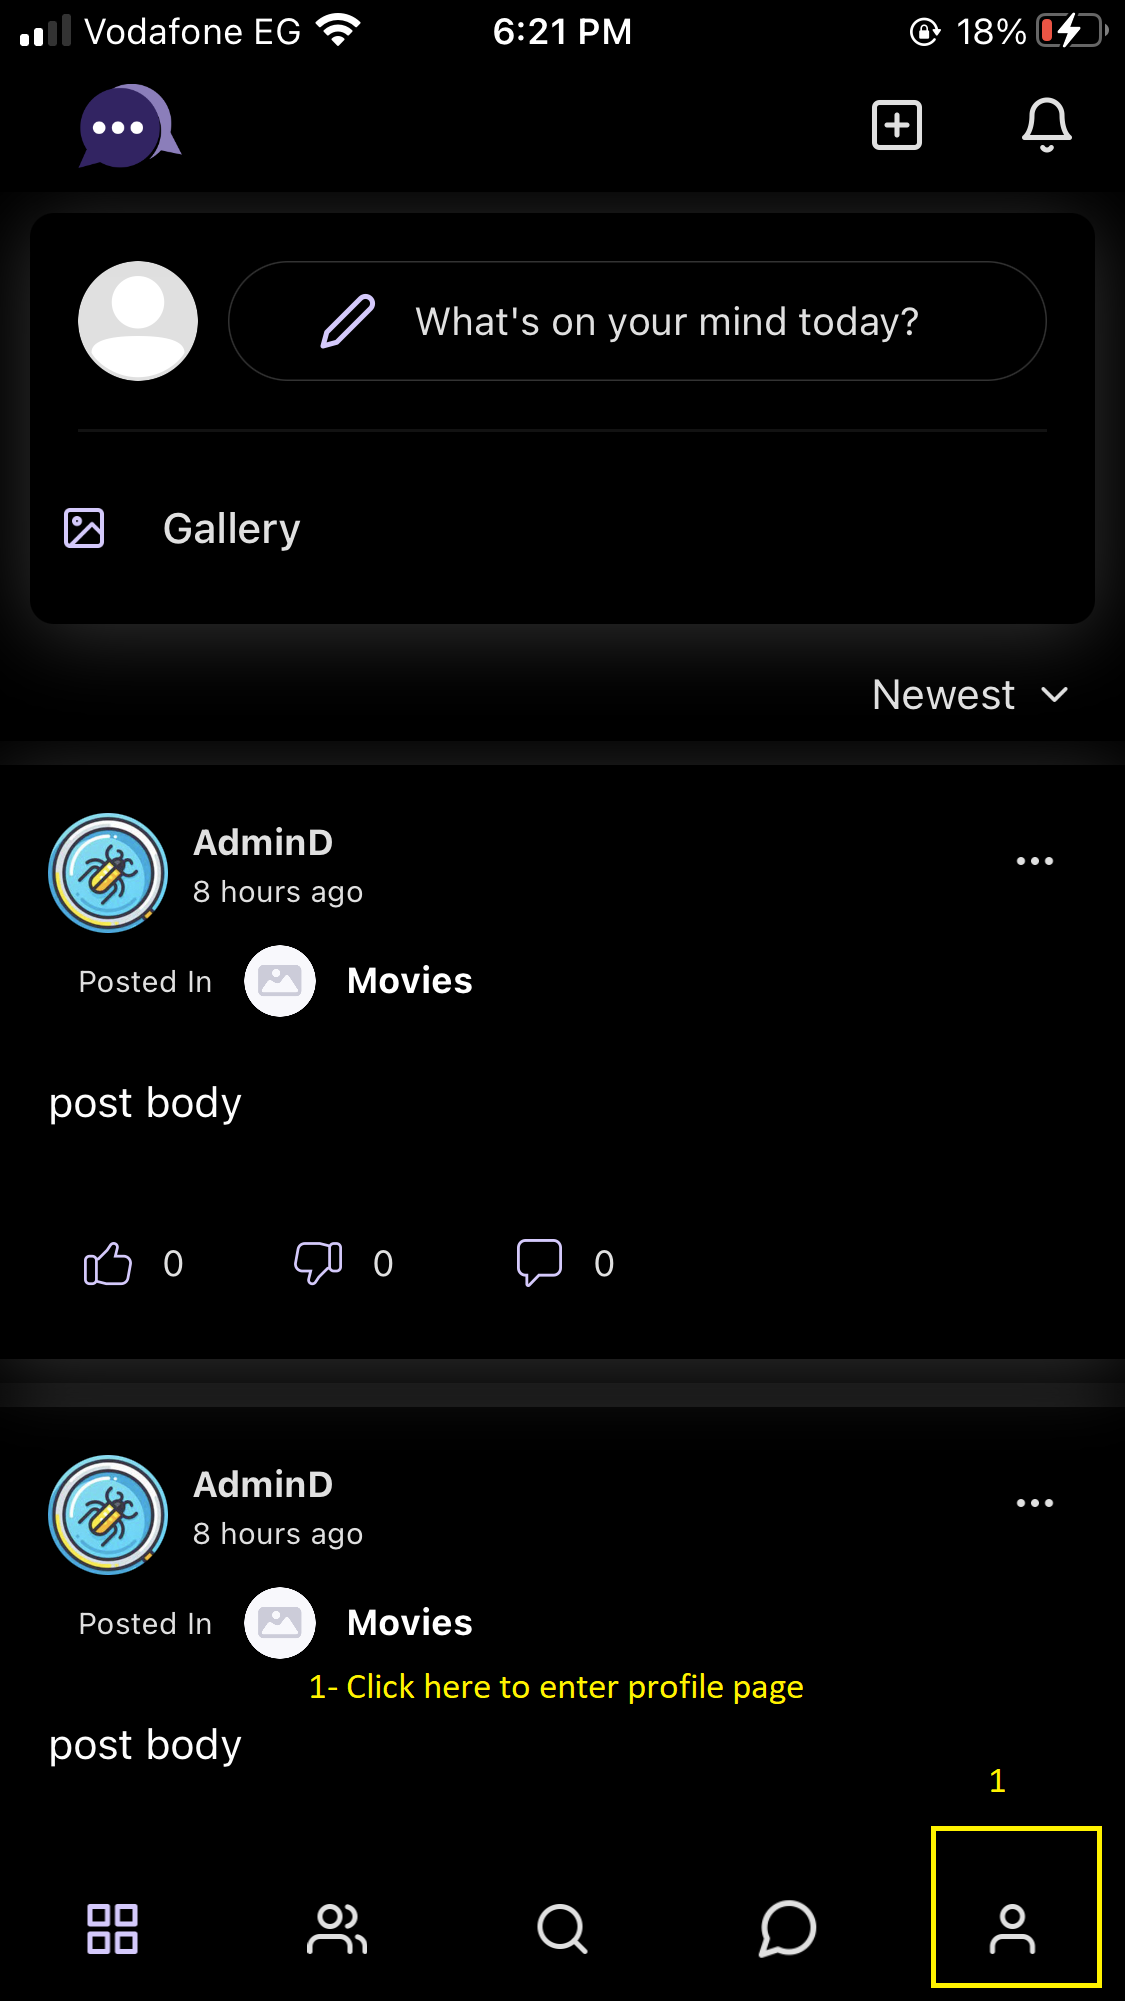 Vodafone EG 6:21 PM 18%
What's on your mind today?
Gallery
Newest
AdminD
8 hours ago
Posted In Movies
post body
0 0 0
AdminD
8 hours ago
Posted In Movies
1- Click here to enter profile page
post body
1